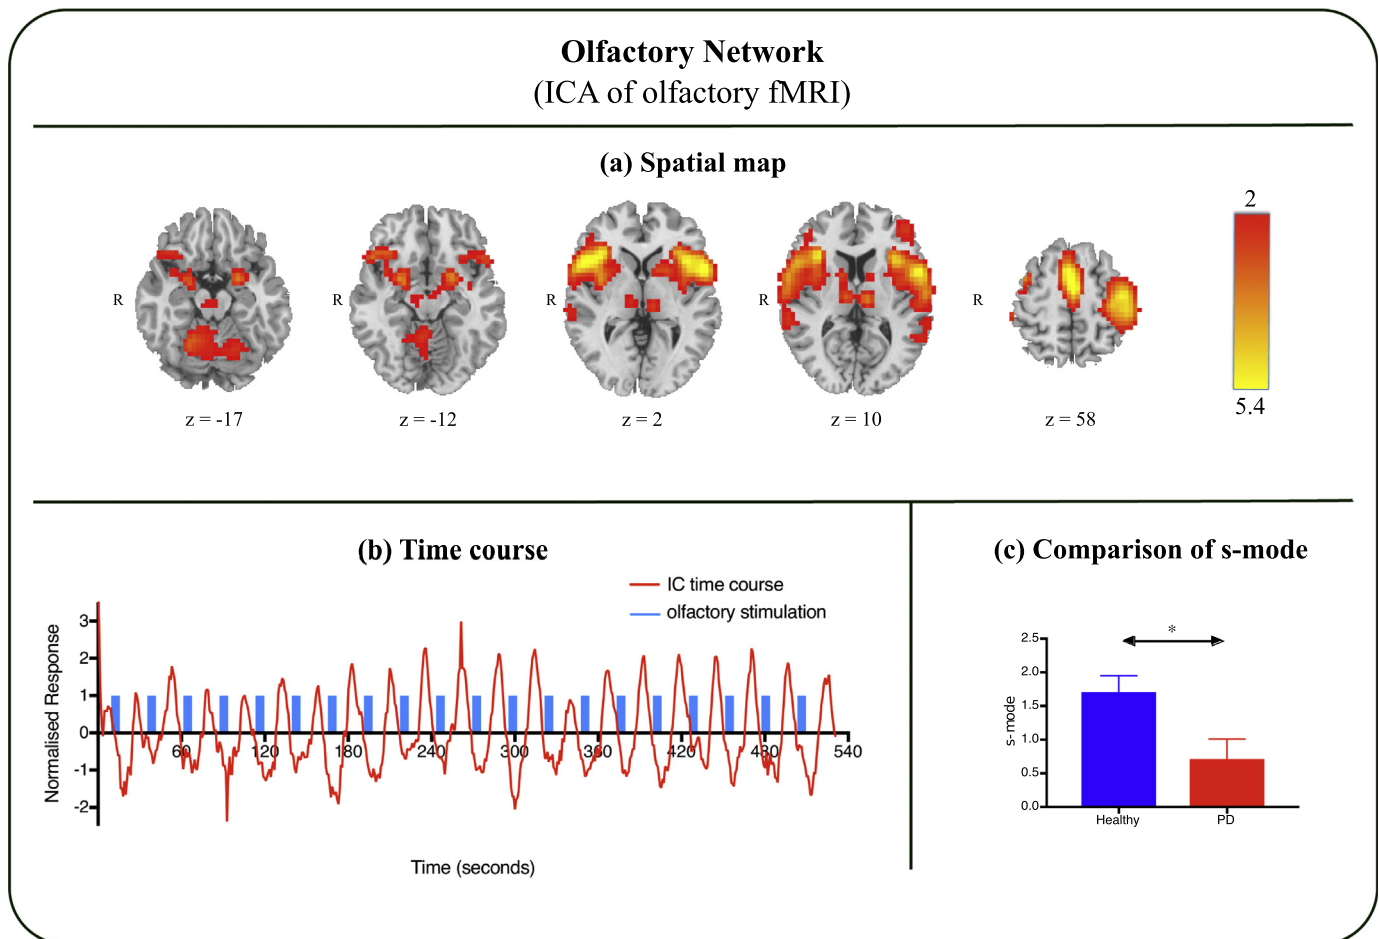 Olfactory Network
(ICA of olfactory fMRI)
(a) Spatial map
2
R
R
R
R
R
5.4
z = -17
z = -12
z = 2
z = 10
z = 58
(b) Time course
IC time course
olfactory stimulation
Normalised Response
3
2
1
0
-1
-2
60
120
180
240
300
360
420
480
540
Time (seconds)
(c) Comparison of s-mode
*
s-mode
2.5
2.0
1.5
1.0
0.5
0.0
Healthy
PD